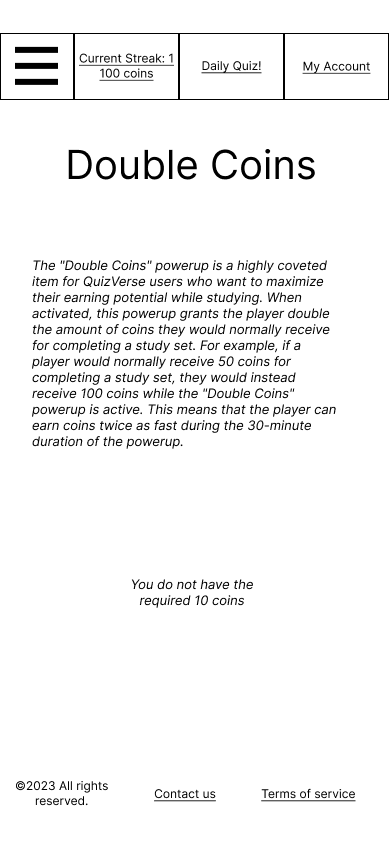 Current Streak: 1
100 coins
Daily Quiz!
My Account
Double Coins
The "Double Coins" powerup is a highly coveted
item for QuizVerse users who want to maximize
their earning potential while studying. When
activated, this powerup grants the player double
the amount of coins they would normally receive
for completing a study set. For example, if a
player would normally receive 50 coins for
completing a study set, they would instead
receive 100 coins while the "Double Coins"
powerup is active. This means that the player can
earn coins twice as fast during the 30-minute
duration of the powerup.
You do not have the
required 10 coins
©2023 All rights
reserved.
Contact us
Terms of service